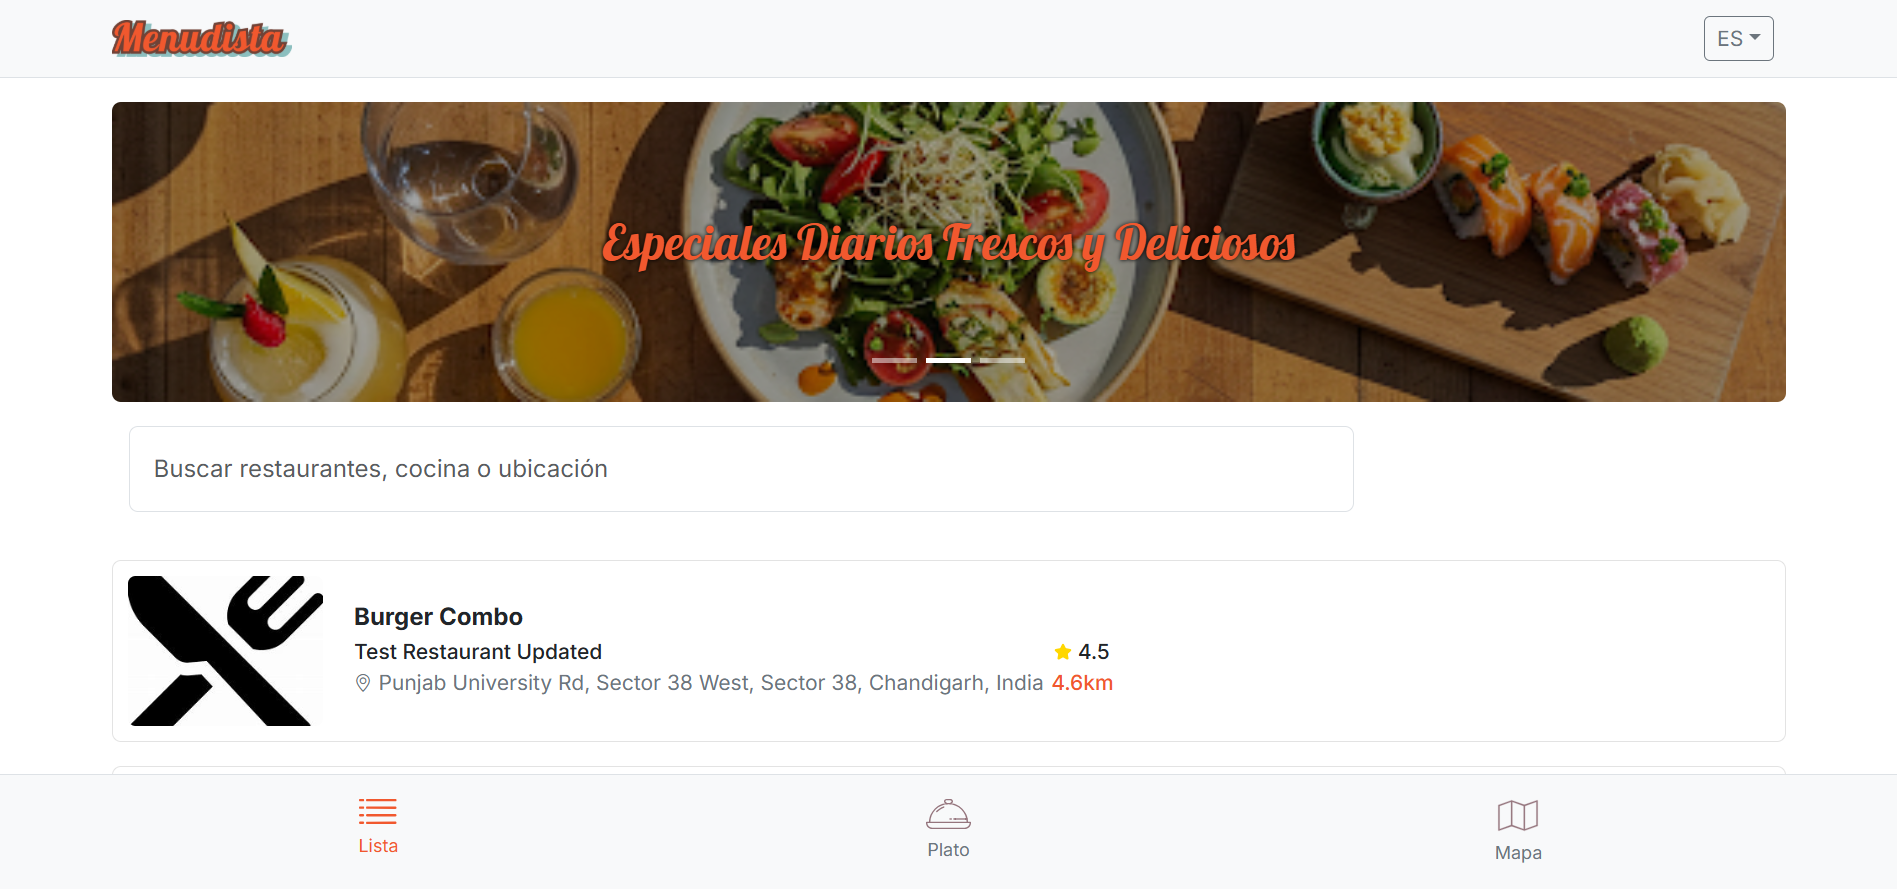 Menudista
ES
Especiales Diarios Frescos y Deliciosos
Buscar restaurantes, cocina o ubicación
Burger Combo
Test Restaurant Updated
4.5
Punjab University Rd, Sector 38 West, Sector 38, Chandigarh, India 4.6km
Lista
Plato
Mapa